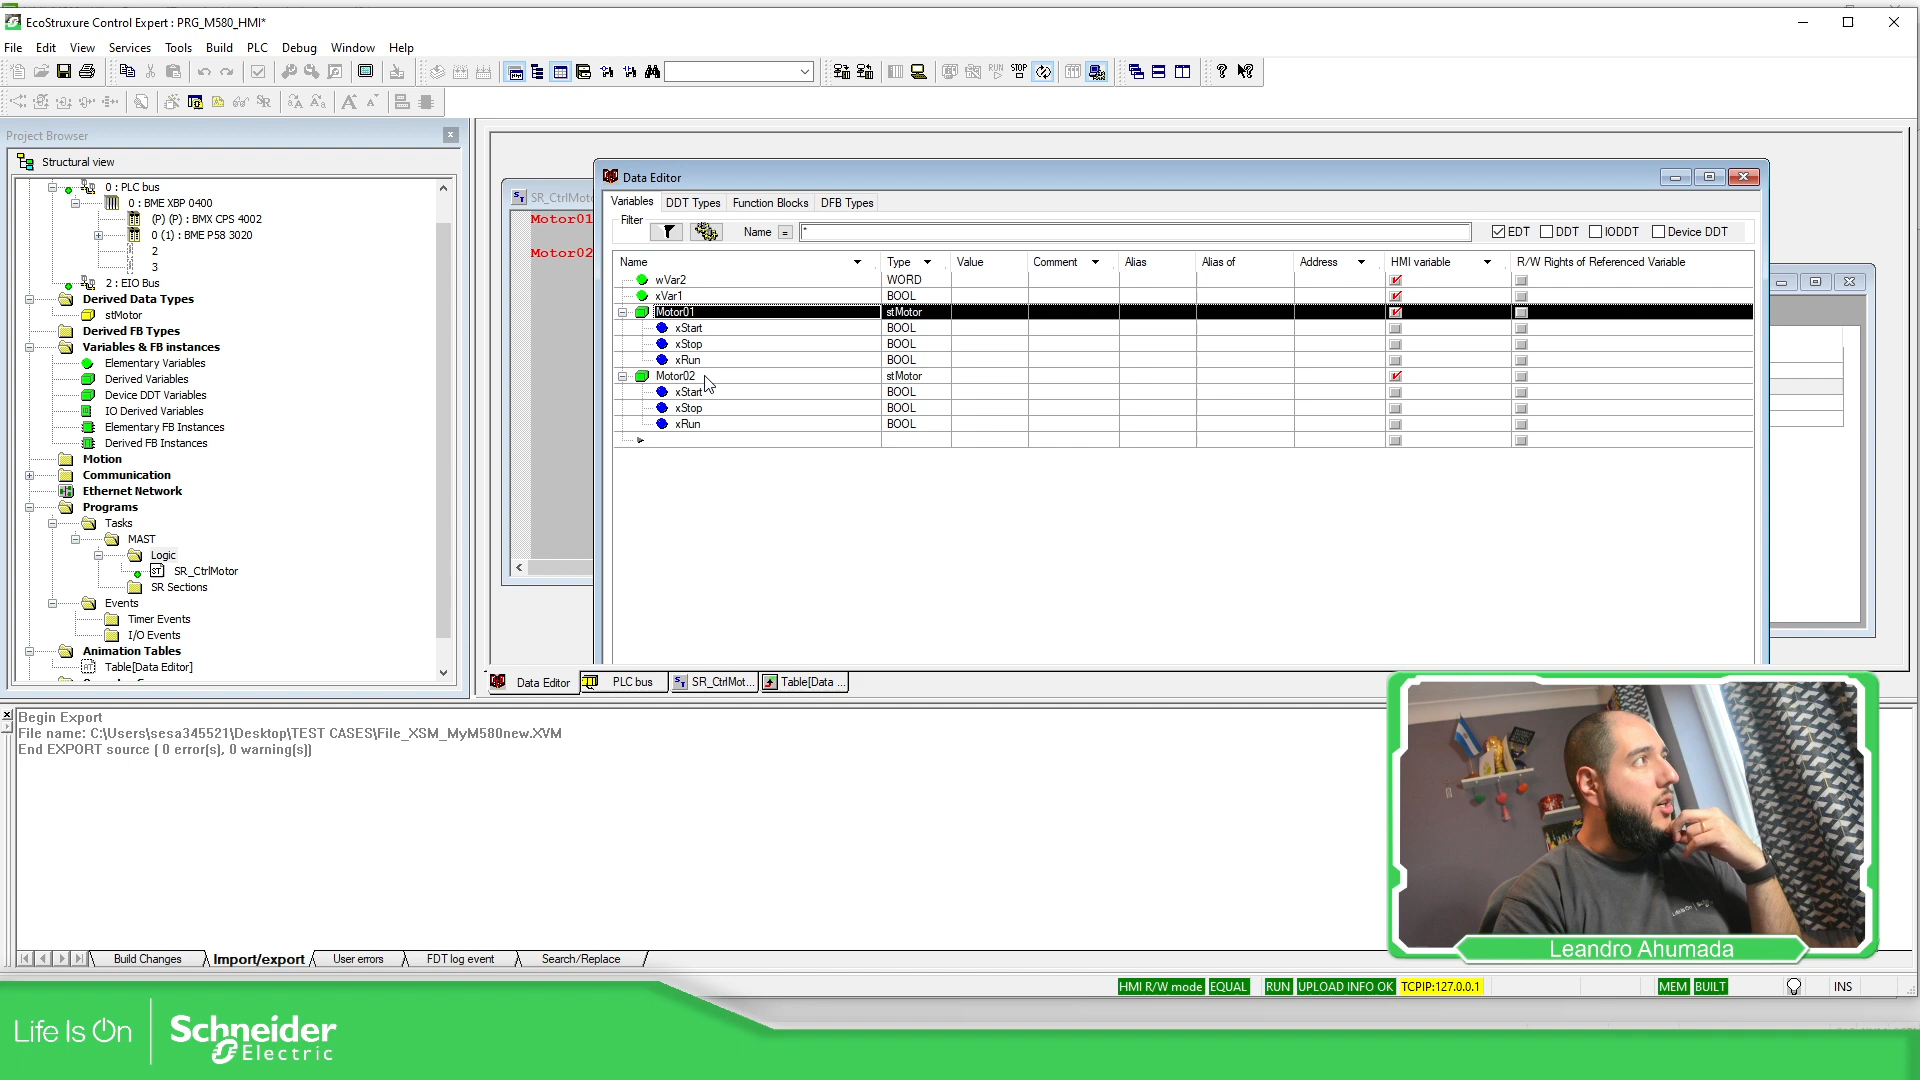 EcoStruxure Control Expert : PRG_M580_HMI*
File Edit View Services Tools Build PLC Debug Window Help
Project Browser
Structural view
0 : PLC bus
0 : BME XBP 0400
(P) (P) : BMX CPS 4002
0 (1) : BME P58 3020
2
3
2 : EIO Bus
Derived Data Types
stMotor
Derived FB Types
Variables & FB instances
Elementary Variables
Derived Variables
Device DDT Variables
IO Derived Variables
Elementary FB Instances
Derived FB Instances
Motion
Communication
Ethernet Network
Programs
Tasks
MAST
Logic
SR_CtrlMotor
SR Sections
Events
Timer Events
I/O Events
Animation Tables
Table[Data Editor]
SR_CtrlMoto
Motor01
Motor02
Data Editor
Variables DDT Types Function Blocks DFB Types
Filter
Name = * EDT DDT IODDT Device DDT
Name Type Value Comment Alias Alias of Address HMI variable R/W Rights of Referenced Variable
wVar2 WORD
xVar1 BOOL
Motor01 stMotor
xStart BOOL
xStop BOOL
xRun BOOL
Motor02 stMotor
xStart BOOL
xStop BOOL
xRun BOOL
Data Editor PLC bus SR_CtrlMot... Table[Data ...
Begin Export
File name: C:\Users\sesa345521\Desktop\TEST CASES\File_XSM_MyM580new.XVM
End EXPORT source ( 0 error(s), 0 warning(s))
Build Changes Import/export User errors FDT log event Search/Replace
Leandro Ahumada
HMI R/W mode EQUAL RUN UPLOAD INFO OK TCPIP:127.0.0.1 MEM BUILT INS
Life Is On Schneider
Electric